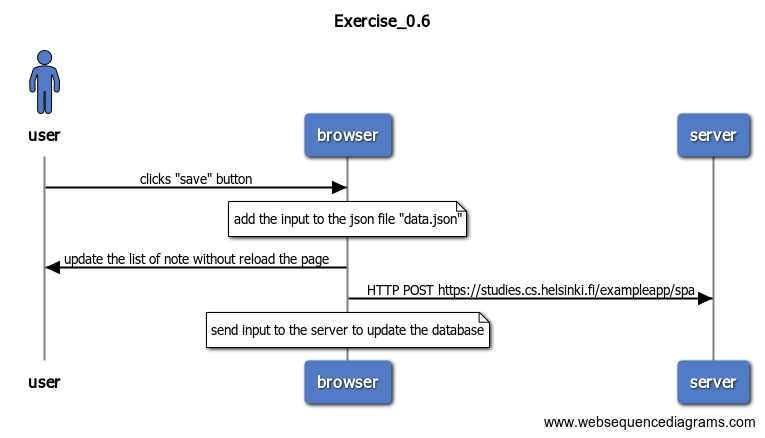 Exercise_0.6
user
browser
server
clicks "save" button
add the input to the json file "data.json"
update the list of note without reload the page
HTTP POST https://studies.cs.helsinki.fi/exampleapp/spa
send input to the server to update the database
user
browser
server
www.websequencediagrams.com